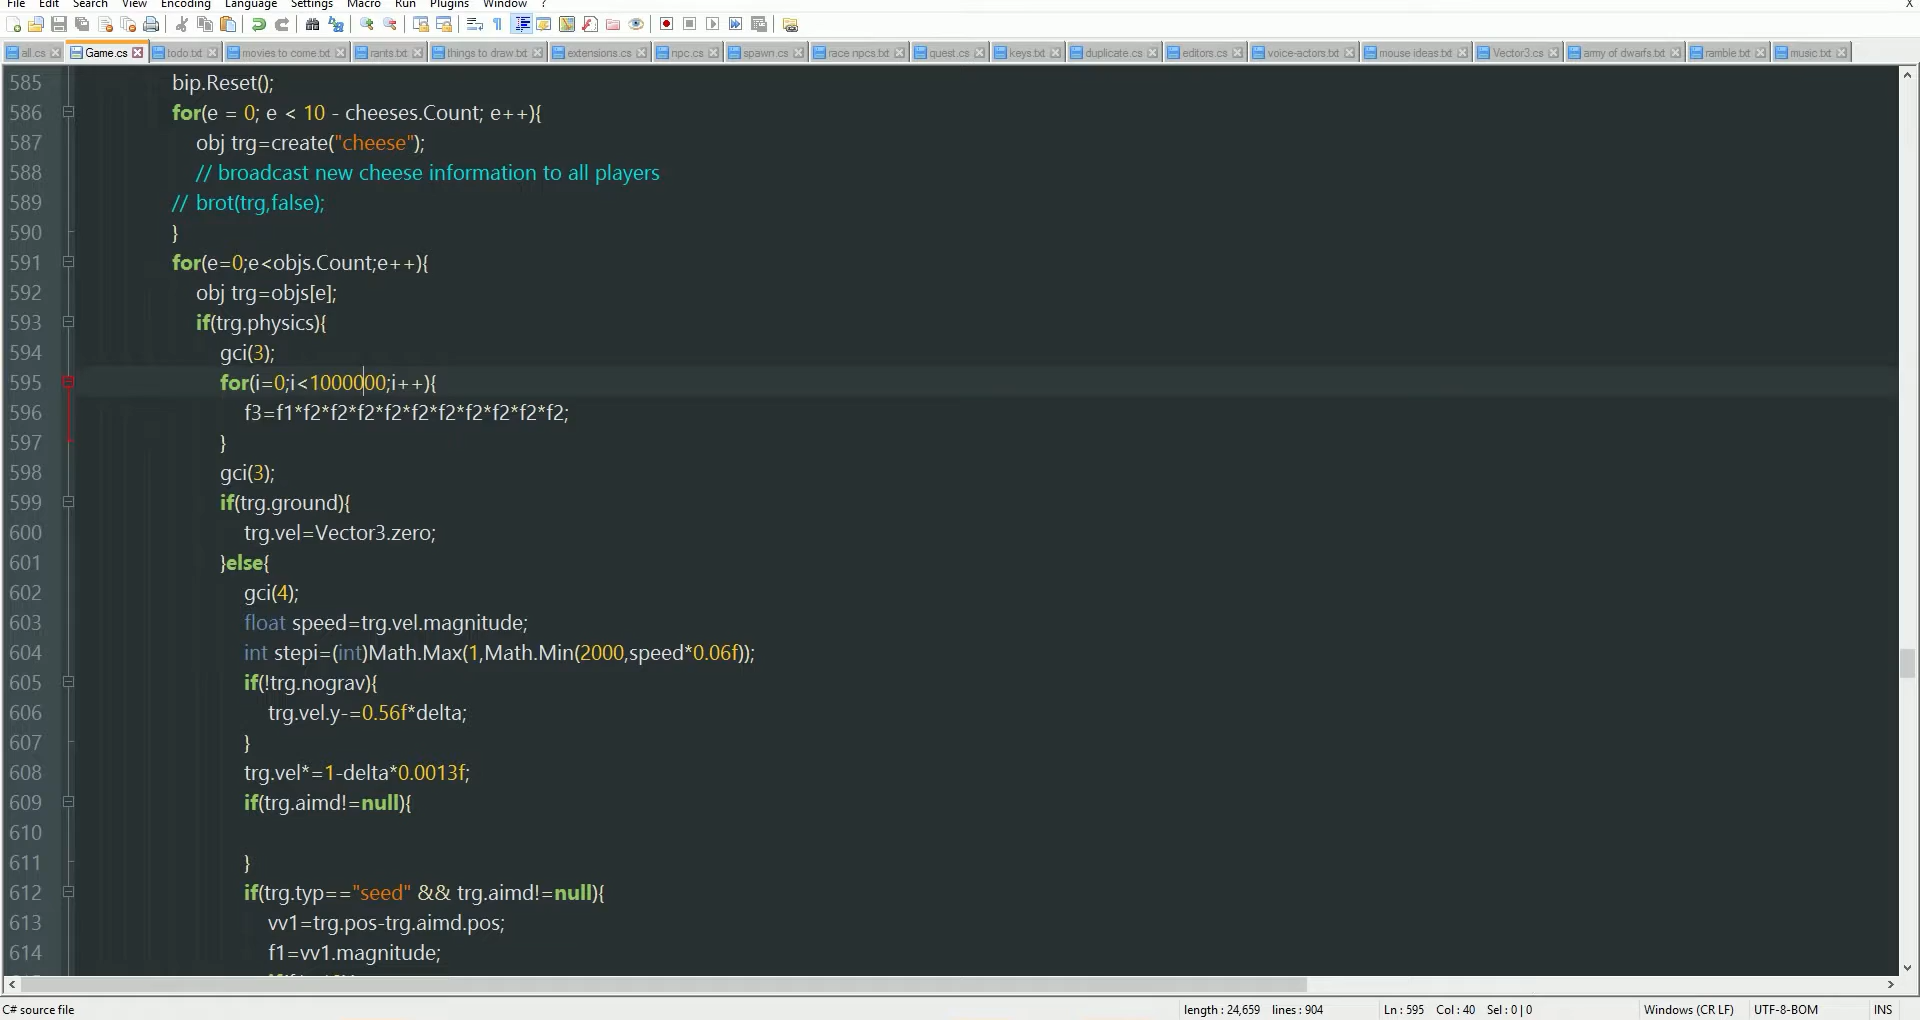 File Edit Search View Encoding Language Settings Macro Run Plugins Window ? X
all.cs Game.cs todo.txt movies to come.txt rants.txt things to draw.txt extensions.cs npc.cs spawn.cs race npcs.txt quest.cs keys.txt duplicate.cs editors.cs voice-actors.txt mouse ideas.txt Vector3.cs army of dwarfs.txt ramble.txt music.txt
585 bip.Reset();
586 for(e = 0; e < 10 - cheeses.Count; e++){
587 obj trg=create("cheese");
588 // broadcast new cheese information to all players
589 // brot(trg,false);
590 }
591 for(e=0;e<objs.Count;e++){
592 obj trg=objs[e];
593 if(trg.physics){
594 gci(3);
595 for(i=0;i<1000000;i++){
596 f3=f1*f2*f2*f2*f2*f2*f2*f2*f2*f2*f2;
597 }
598 gci(3);
599 if(trg.ground){
600 trg.vel=Vector3.zero;
601 }else{
602 gci(4);
603 float speed=trg.vel.magnitude;
604 int stepi=(int)Math.Max(1,Math.Min(2000,speed*0.06f));
605 if(!trg.nograv){
606 trg.vel.y-=0.56f*delta;
607 }
608 trg.vel*=1-delta*0.0013f;
609 if(trg.aimd!=null){
610
611 }
612 if(trg.typ=="seed" && trg.aimd!=null){
613 vv1=trg.pos-trg.aimd.pos;
614 f1=vv1.magnitude;
C# source file length : 24,659 lines : 904 Ln : 595 Col : 40 Sel : 0 | 0 Windows (CR LF) UTF-8-BOM INS